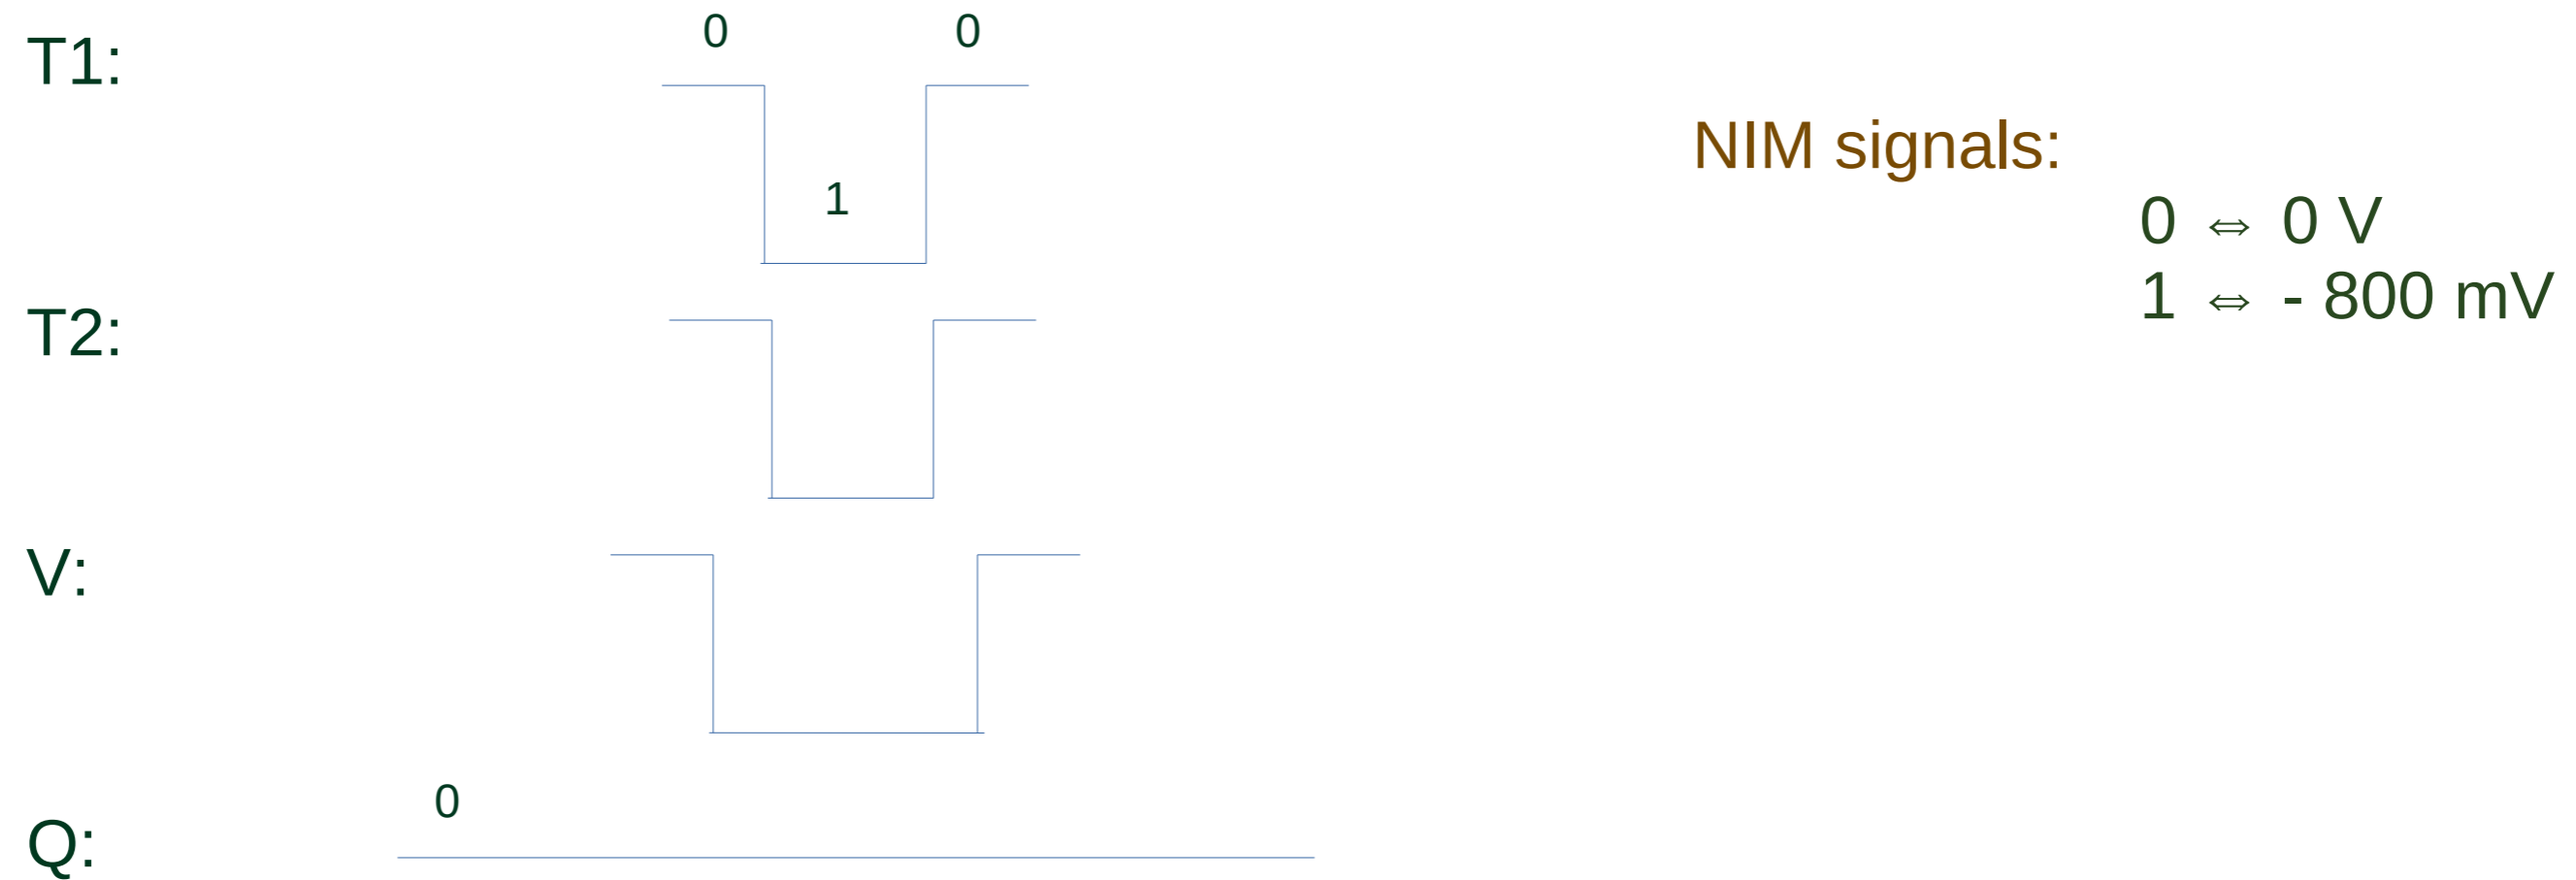 0 0
T1:
NIM signals:
1
0 ⇔ 0 V
1 ⇔ - 800 mV
T2:
V:
0
Q: